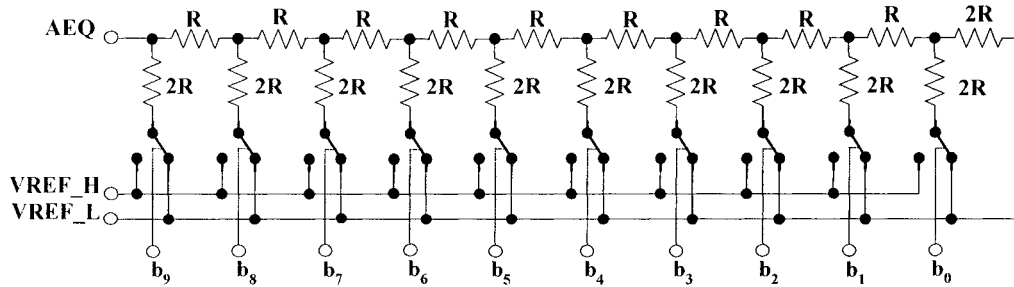 AEQ R R R R R R R R R 2R
2R 2R 2R 2R 2R 2R 2R 2R 2R 2R
VREF_H
VREF_L
b9 b8 b7 b6 b5 b4 b3 b2 b1 b0